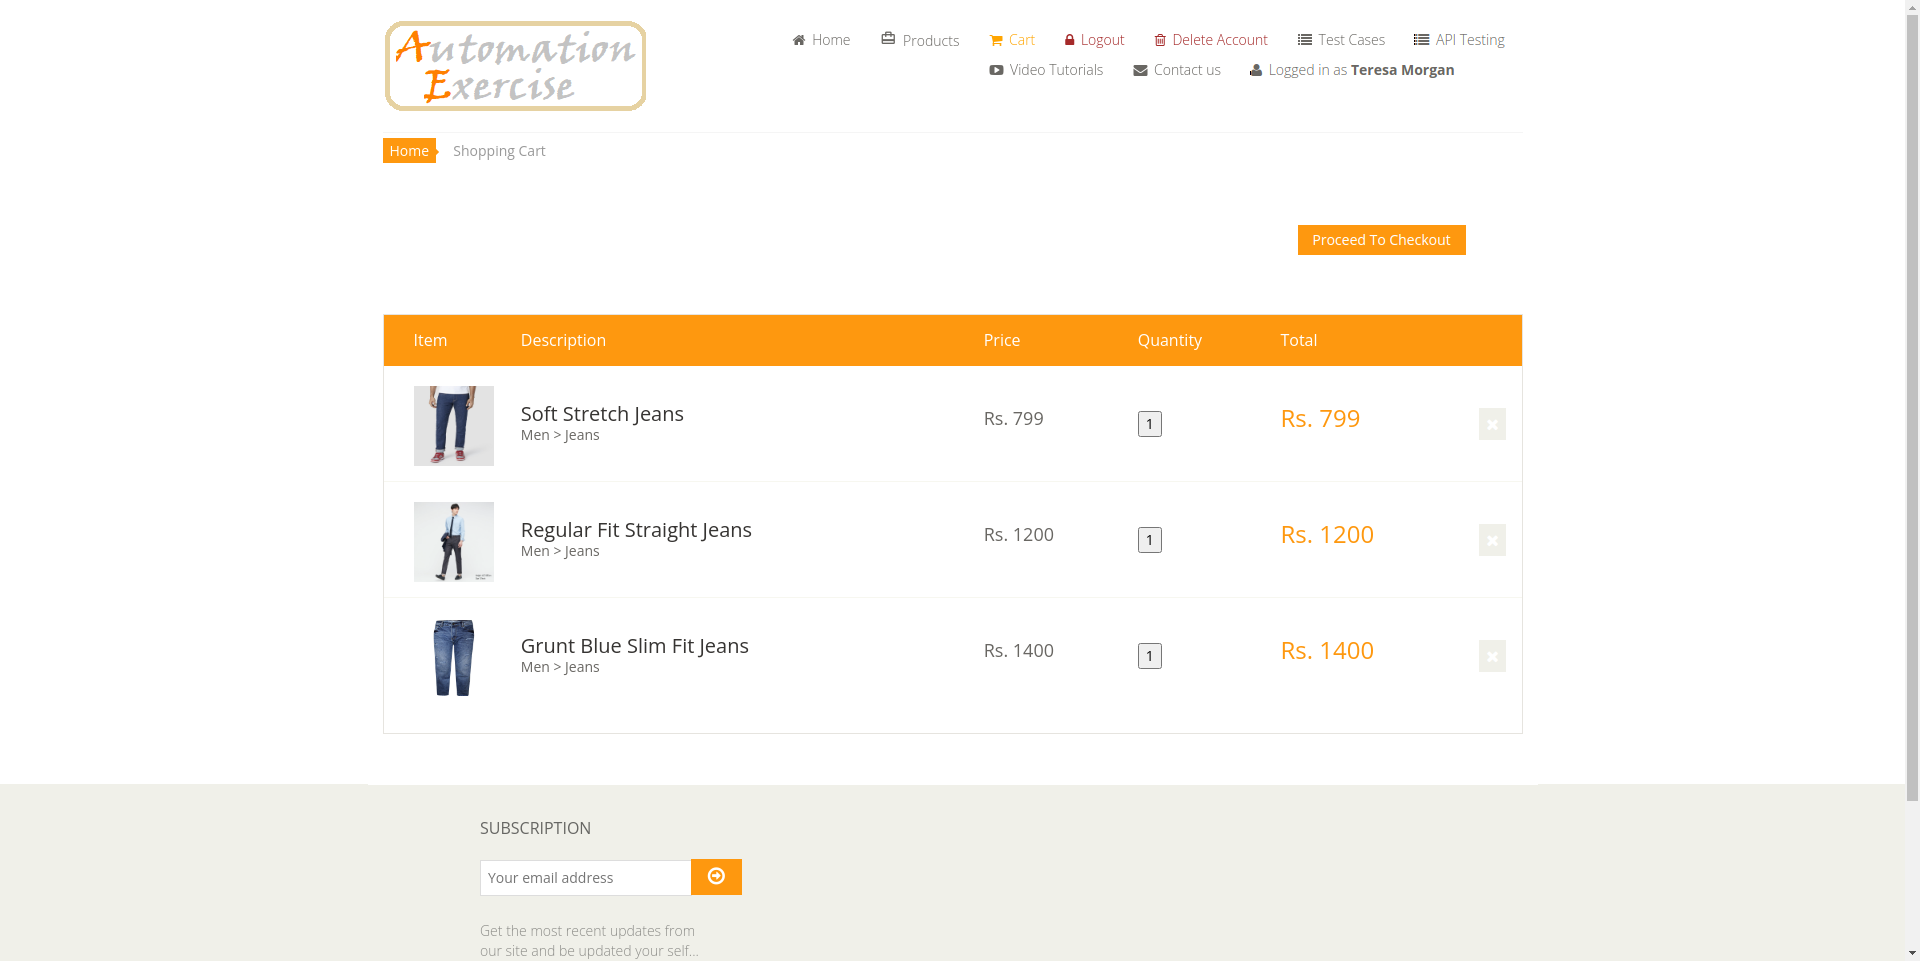 Automation
Exercise
Home
Products
Cart
Logout
Delete Account
Test Cases
API Testing
Video Tutorials
Contact us
Logged in as Teresa Morgan
Home
Shopping Cart
Proceed To Checkout
Item Description Price Quantity Total
Soft Stretch Jeans
Men > Jeans
Rs. 799
1
Rs. 799
Regular Fit Straight Jeans
Men > Jeans
Rs. 1200
1
Rs. 1200
Grunt Blue Slim Fit Jeans
Men > Jeans
Rs. 1400
1
Rs. 1400
SUBSCRIPTION
Your email address
Get the most recent updates from
our site and be updated your self...